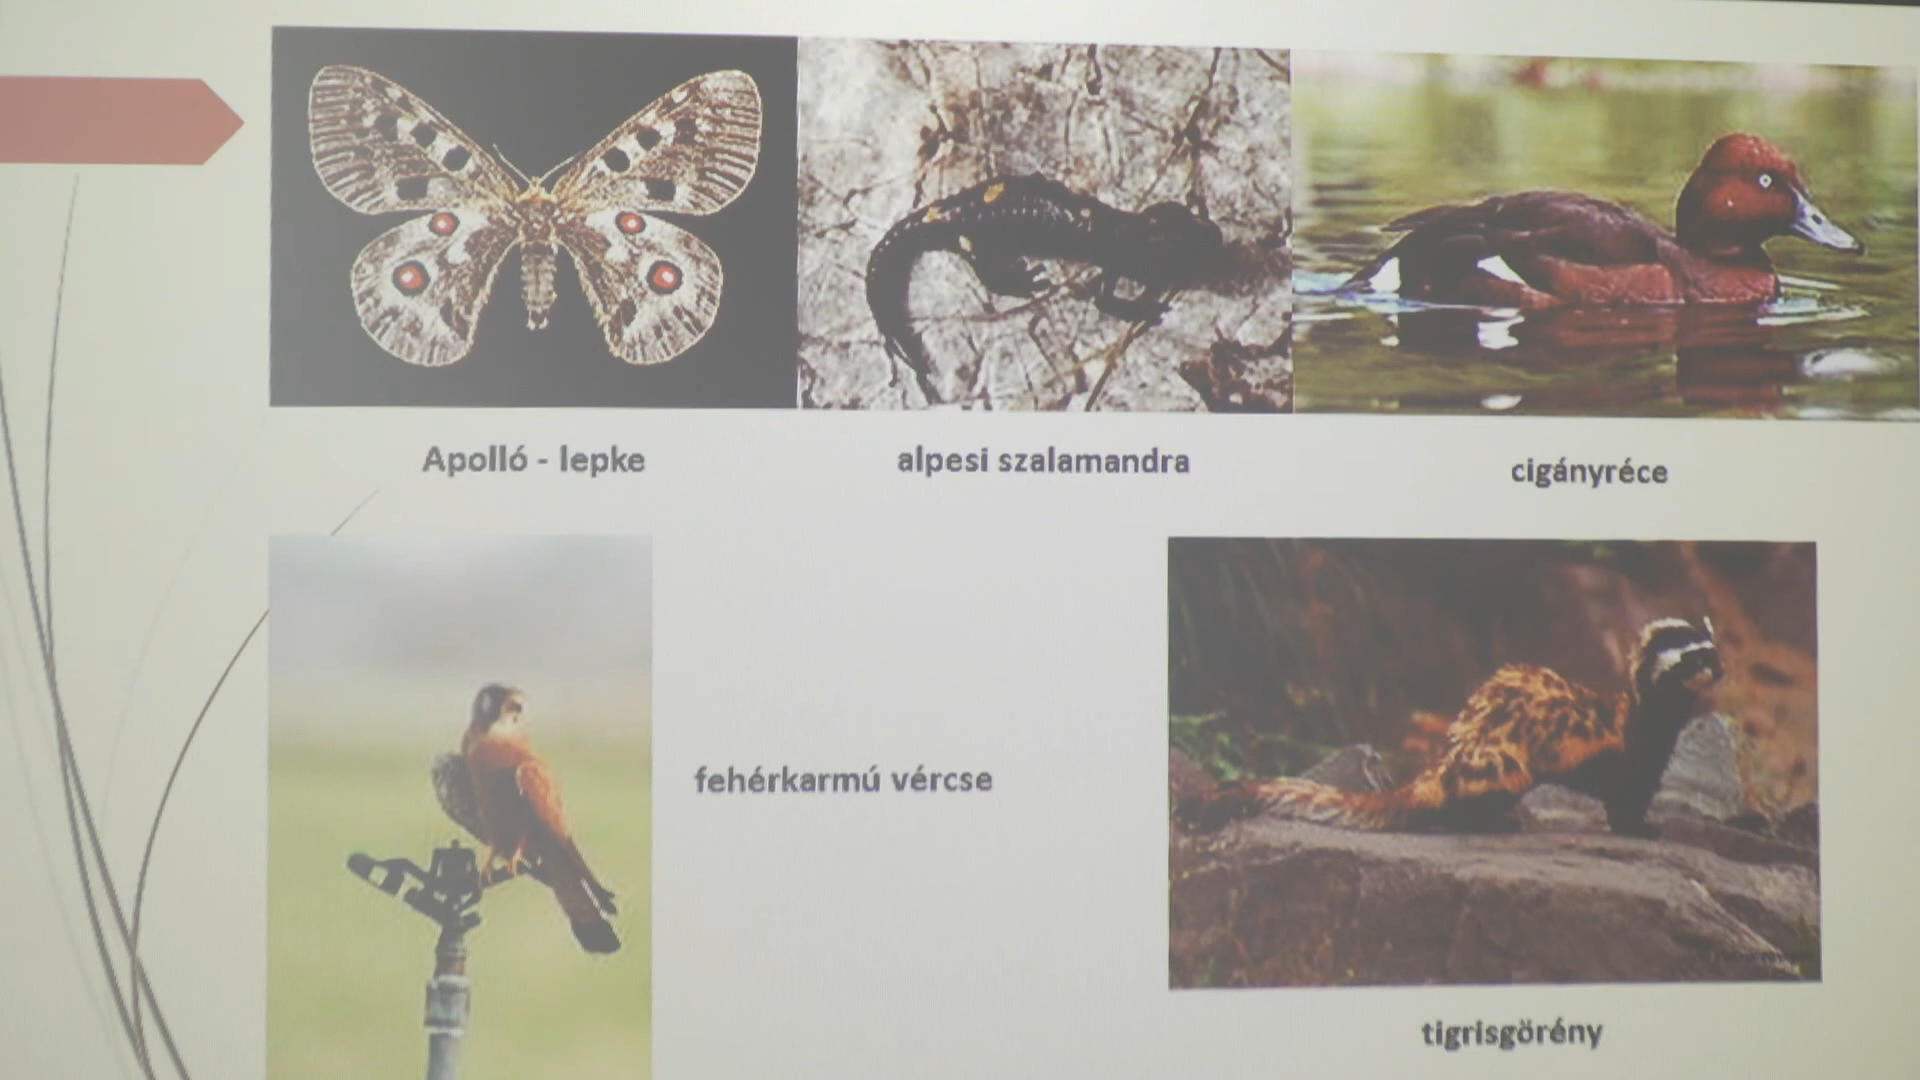 Apolló - lepke
alpesi szalamandra
cigányréce
fehérkarmú vércse
tigrisgörény